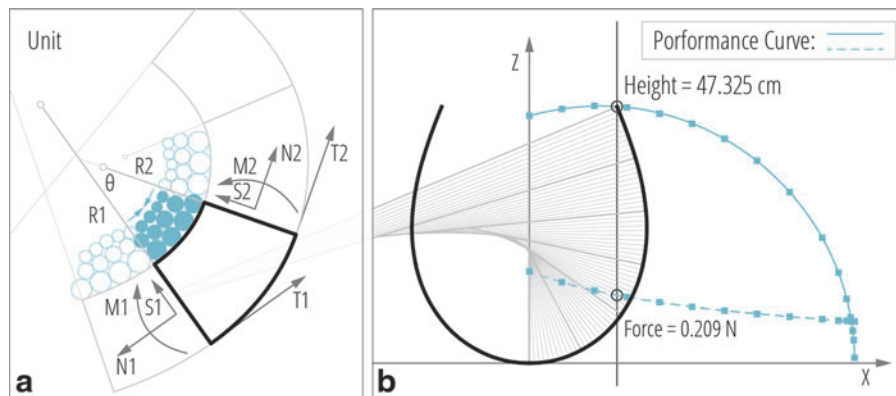 Unit
R2
R1
θ
M2
S2
N2
T2
M1
S1
N1
T1
a
Porformance Curve:
Z
Height = 47.325 cm
Force = 0.209 N
X
b